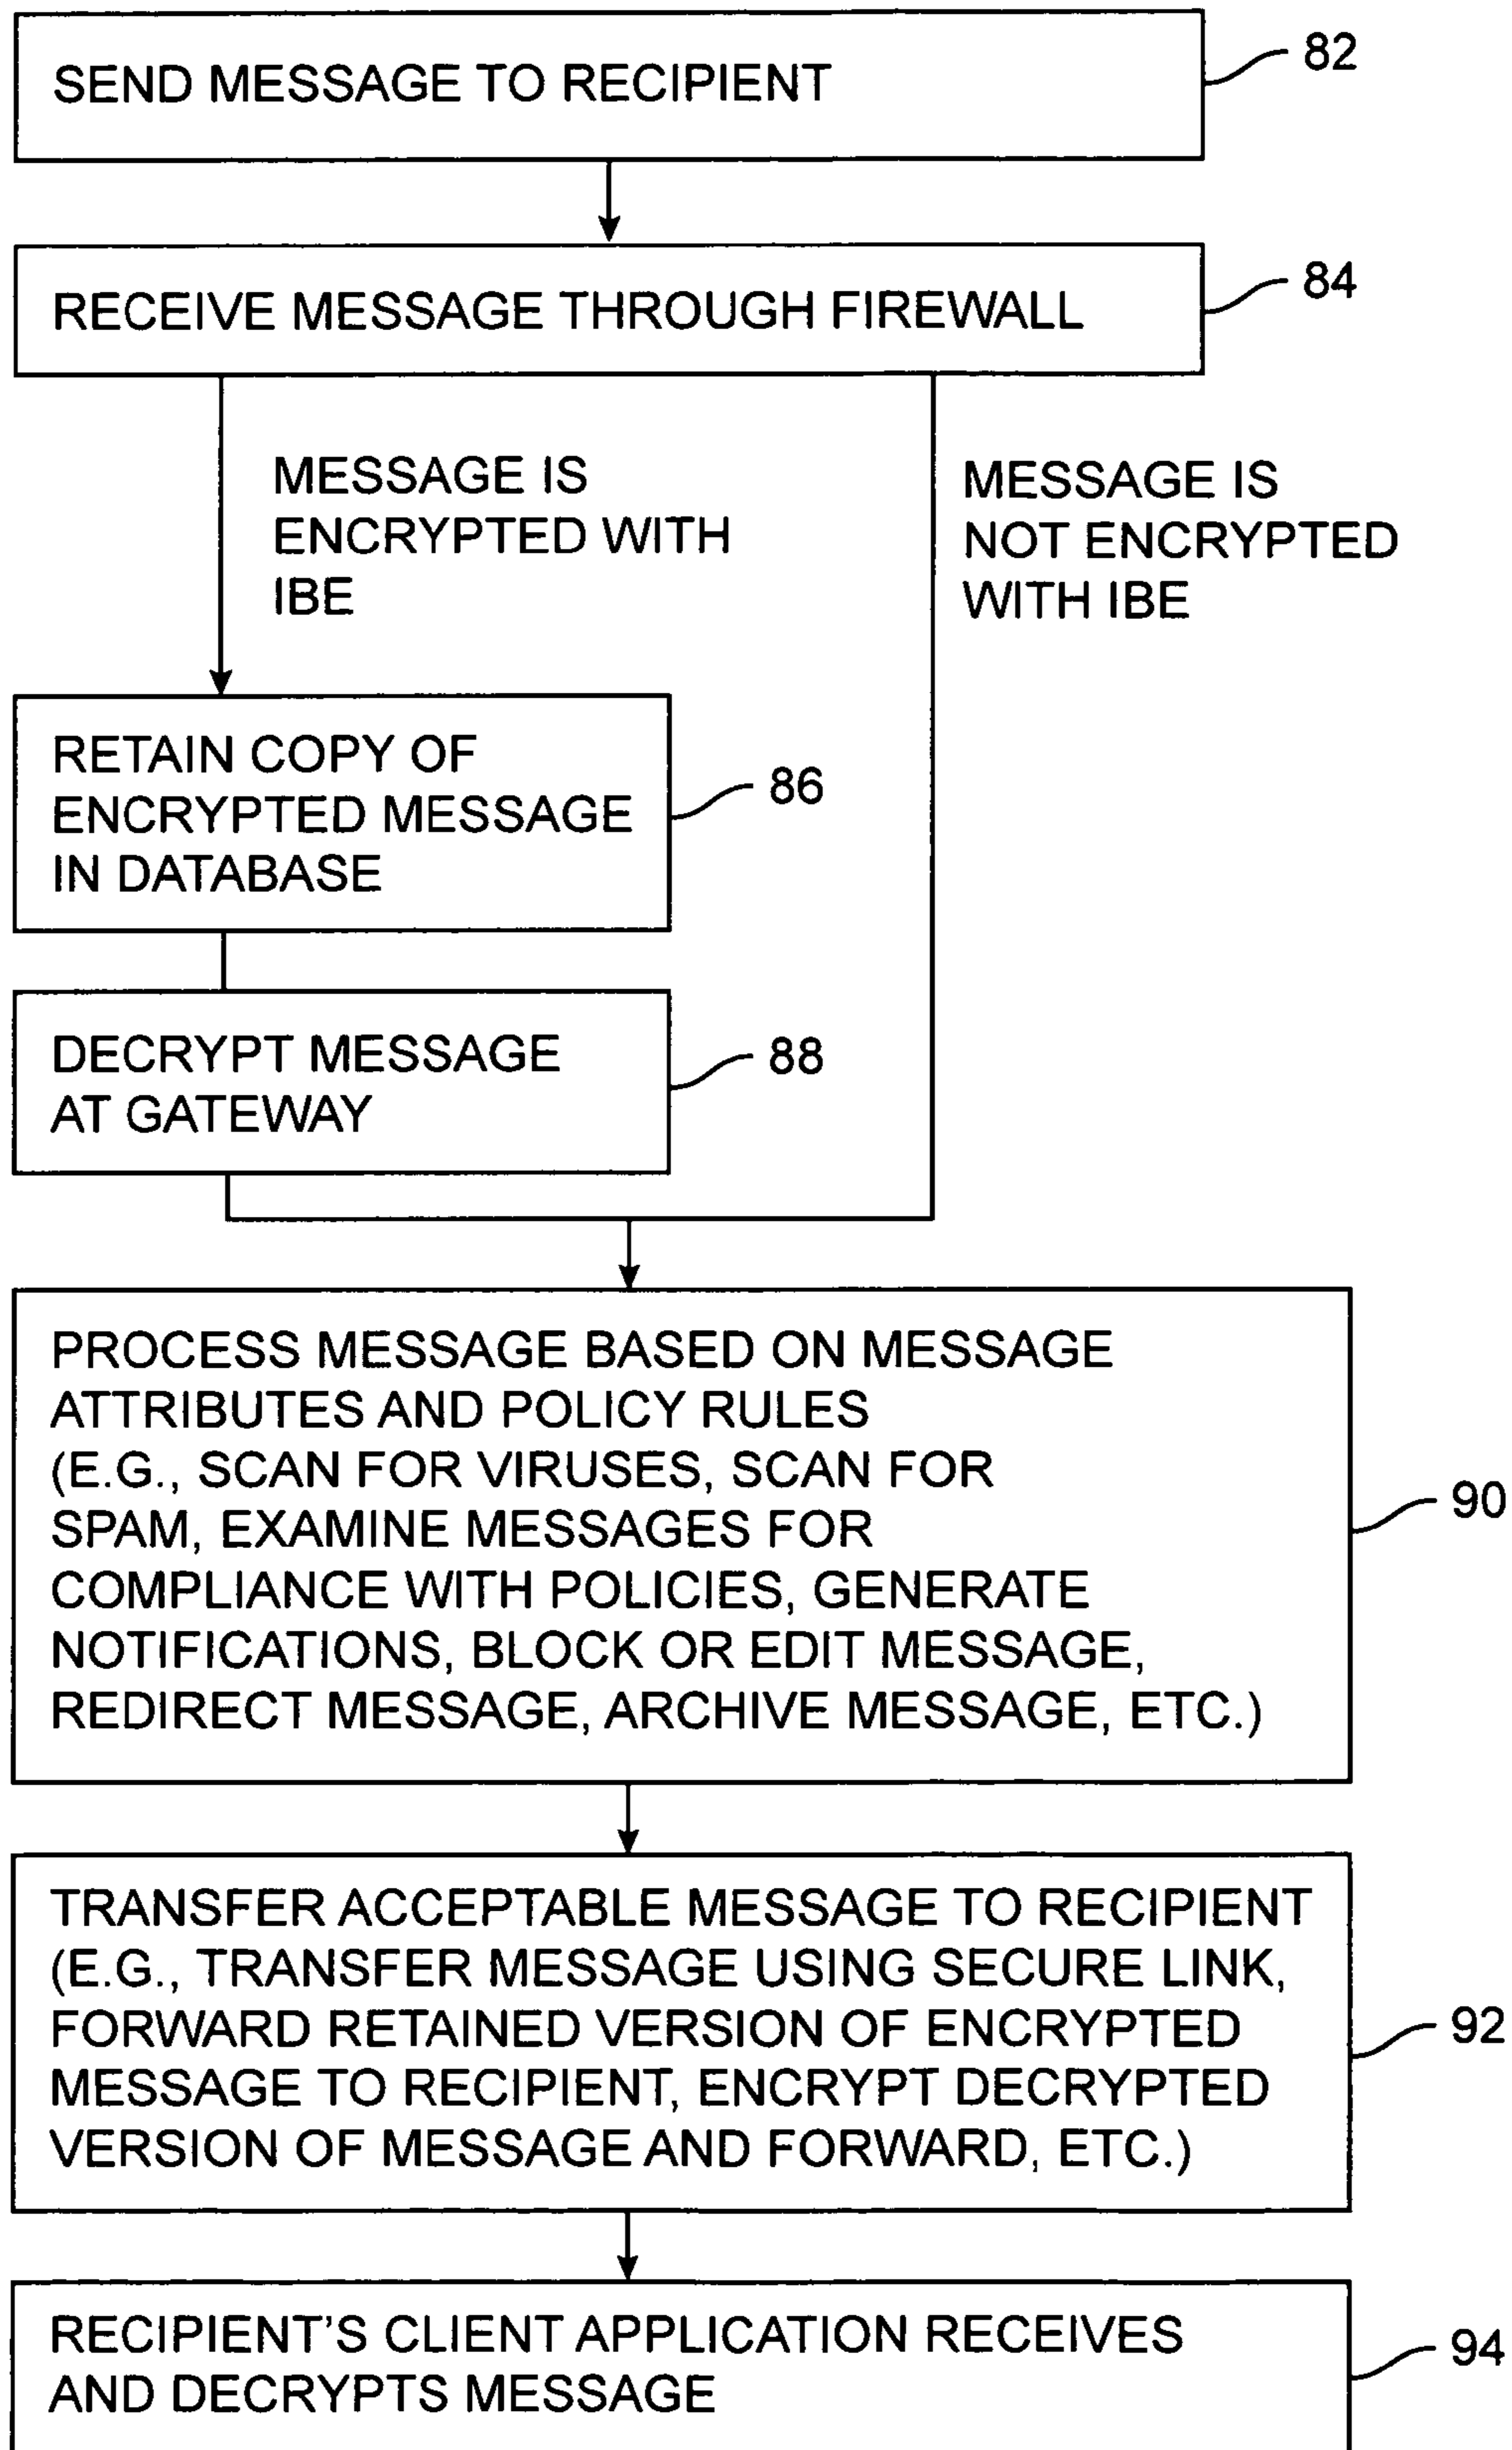 SEND MESSAGE TO RECIPIENT
82
RECEIVE MESSAGE THROUGH FIREWALL
84
MESSAGE IS
ENCRYPTED WITH
IBE
MESSAGE IS
NOT ENCRYPTED
WITH IBE
RETAIN COPY OF
ENCRYPTED MESSAGE
IN DATABASE
86
DECRYPT MESSAGE
AT GATEWAY
88
PROCESS MESSAGE BASED ON MESSAGE
ATTRIBUTES AND POLICY RULES
(E.G., SCAN FOR VIRUSES, SCAN FOR
SPAM, EXAMINE MESSAGES FOR
COMPLIANCE WITH POLICIES, GENERATE
NOTIFICATIONS, BLOCK OR EDIT MESSAGE,
REDIRECT MESSAGE, ARCHIVE MESSAGE, ETC.)
90
TRANSFER ACCEPTABLE MESSAGE TO RECIPIENT
(E.G., TRANSFER MESSAGE USING SECURE LINK,
FORWARD RETAINED VERSION OF ENCRYPTED
MESSAGE TO RECIPIENT, ENCRYPT DECRYPTED
VERSION OF MESSAGE AND FORWARD, ETC.)
92
RECIPIENT'S CLIENT APPLICATION RECEIVES
AND DECRYPTS MESSAGE
94